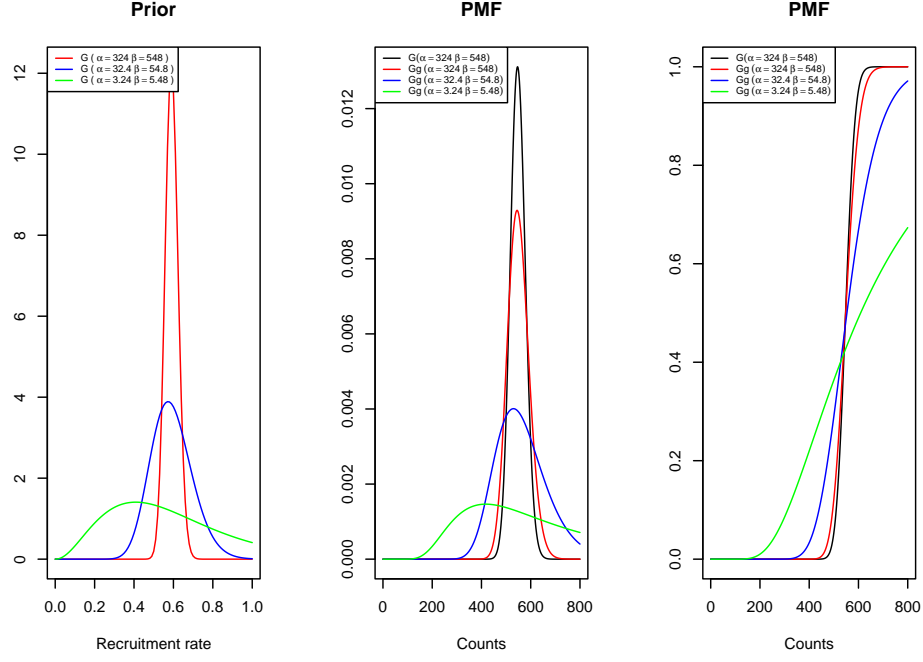 Prior
G ( α = 324 β = 548 )
G ( α = 32.4 β = 54.8 )
G ( α = 3.24 β = 5.48 )
12
10
8
6
4
2
0
0.0 0.2 0.4 0.6 0.8 1.0
Recruitment rate
PMF
G(α = 324 β = 548)
Gg (α = 324 β = 548)
Gg (α = 32.4 β = 54.8)
Gg (α = 3.24 β = 5.48)
0.012
0.010
0.008
0.006
0.004
0.002
0.000
0 200 400 600 800
Counts
PMF
G(α = 324 β = 548)
Gg (α = 324 β = 548)
Gg (α = 32.4 β = 54.8)
Gg (α = 3.24 β = 5.48)
1.0
0.8
0.6
0.4
0.2
0.0
0 200 400 600 800
Counts